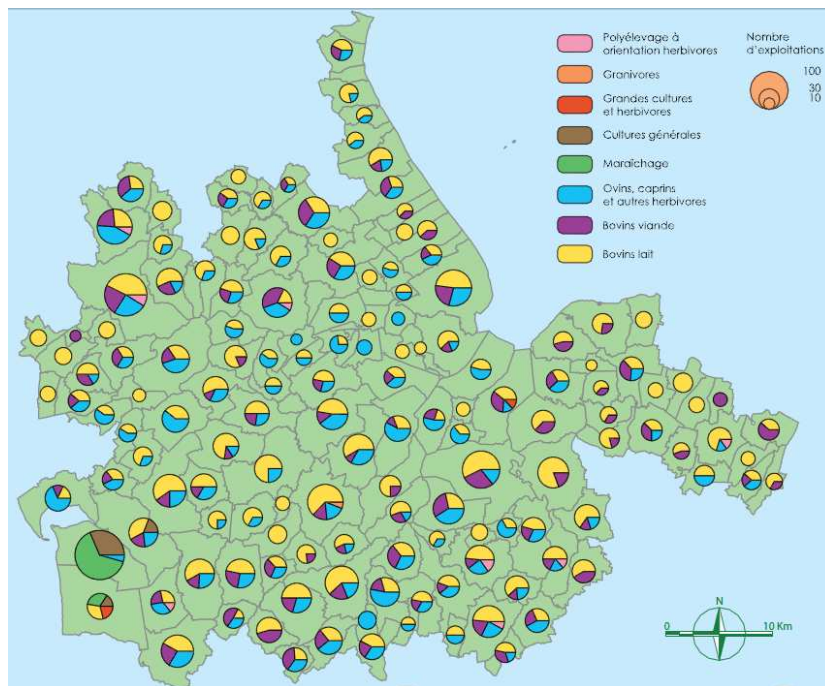 Polyélevage à
orientation herbivores
Granivores
Grandes cultures
et herbivores
Cultures générales
Maraîchage
Ovins, caprins
et autres herbivores
Bovins viande
Bovins lait
Nombre
d'exploitations
100
30
10
N
0 10 Km